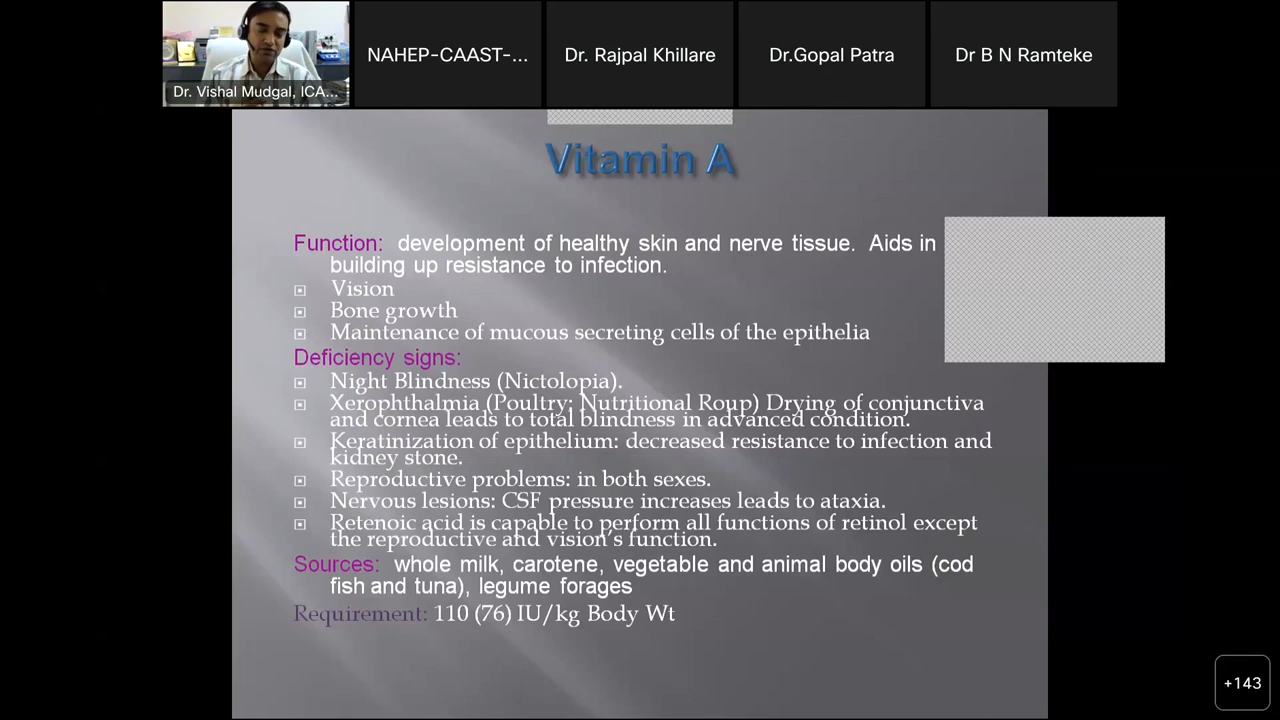 Dr. Vishal Mudgal, ICA...
NAHEP-CAAST-...
Dr. Rajpal Khillare
Dr.Gopal Patra
Dr B N Ramteke
Vitamin A
Function: development of healthy skin and nerve tissue. Aids in
building up resistance to infection.
Vision
Bone growth
Maintenance of mucous secreting cells of the epithelia
Deficiency signs:
Night Blindness (Nictolopia).
Xerophthalmia (Poultry: Nutritional Roup) Drying of conjunctiva
and cornea leads to total blindness in advanced condition.
Keratinization of epithelium: decreased resistance to infection and
kidney stone.
Reproductive problems: in both sexes.
Nervous lesions: CSF pressure increases leads to ataxia.
Retenoic acid is capable to perform all functions of retinol except
the reproductive and vision's function.
Sources: whole milk, carotene, vegetable and animal body oils (cod
fish and tuna), legume forages
Requirement: 110 (76) IU/kg Body Wt
+143